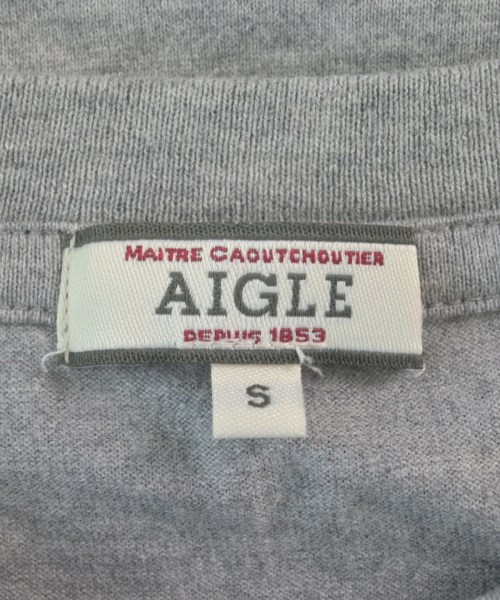 MAITRE CAOUTCHOUTIER
AIGLE
DEPUIS 1853
S